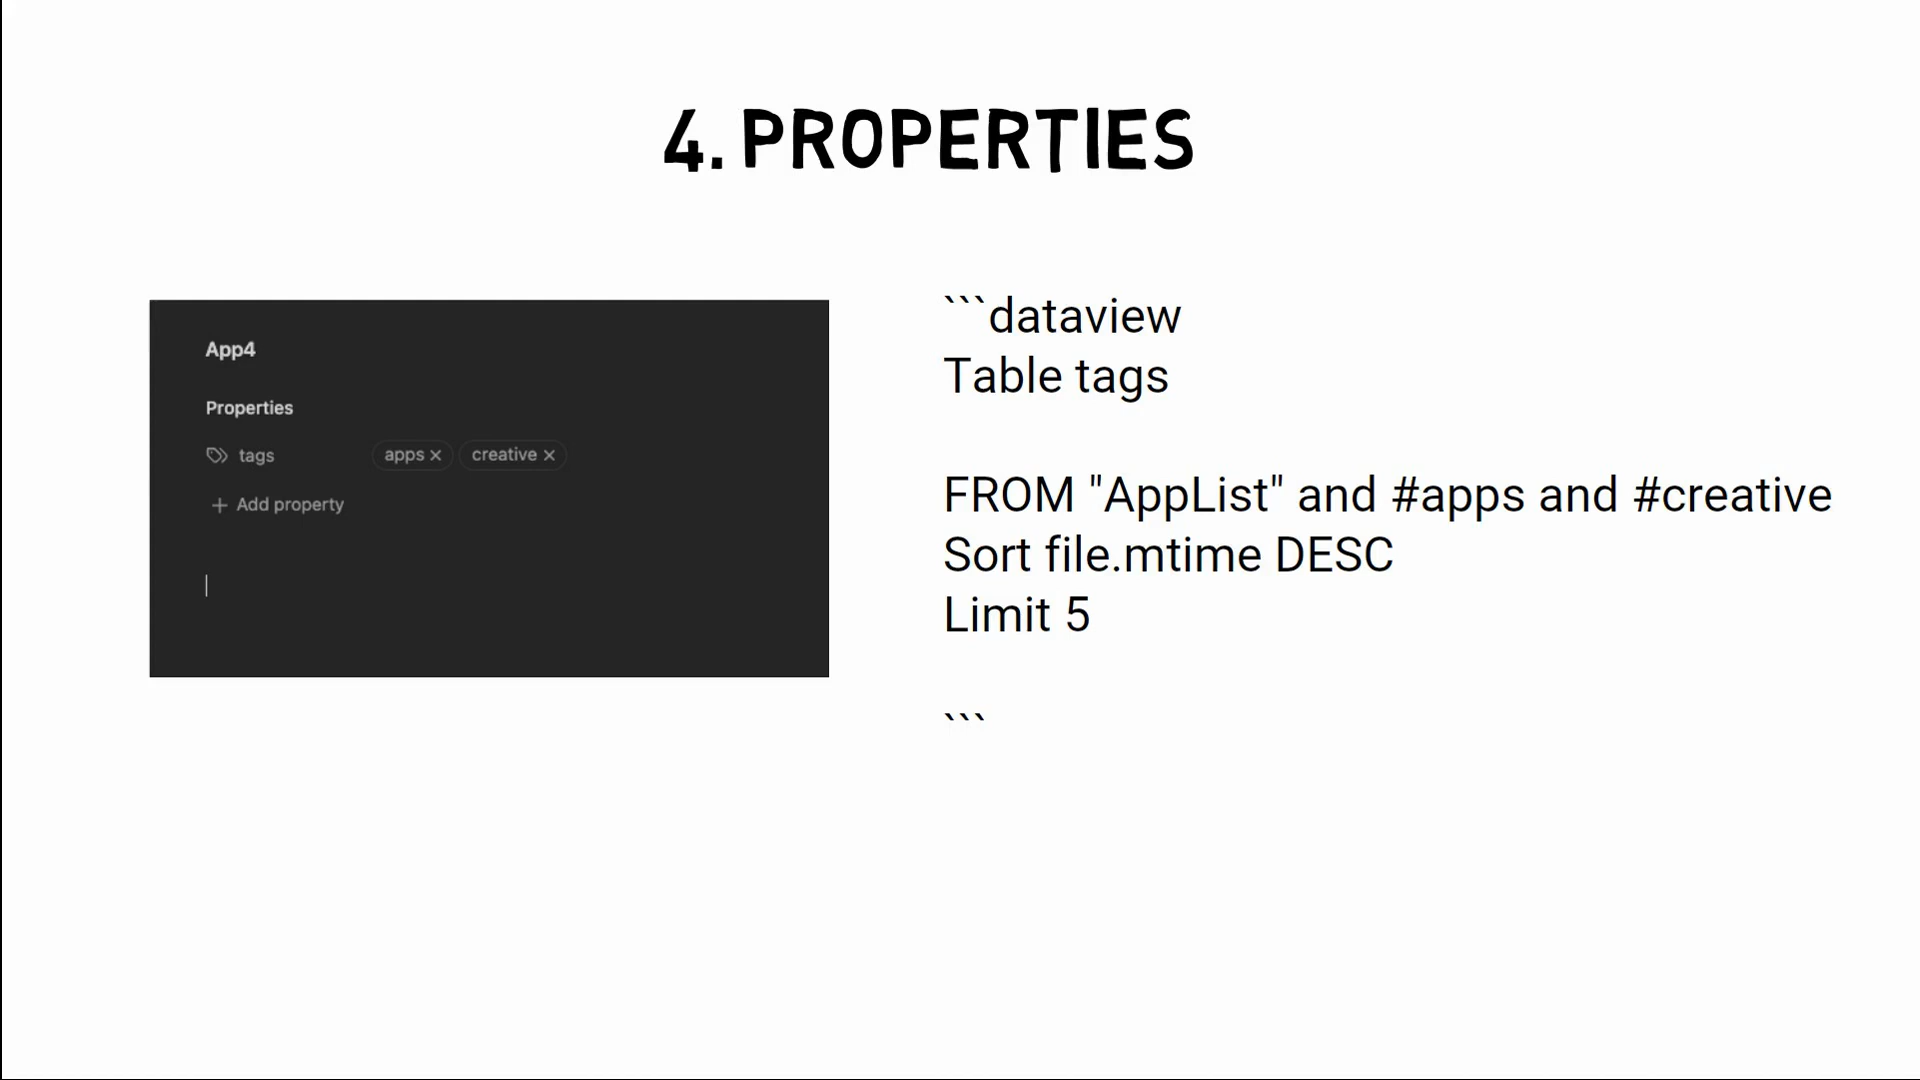 4. PROPERTIES
App4
Properties
tags apps × creative ×
+ Add property
```dataview
Table tags
FROM "AppList" and #apps and #creative
Sort file.mtime DESC
Limit 5
```